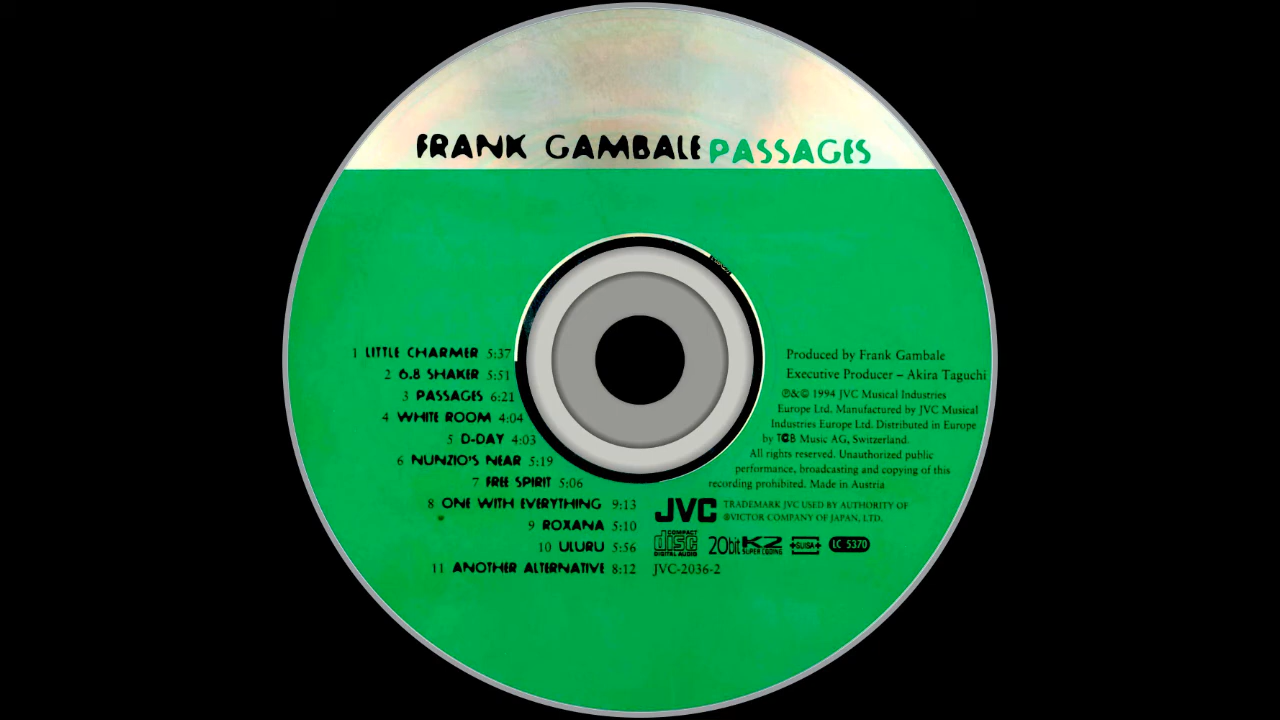 FRANK GAMBALE PASSAGES
1 LITTLE CHARMER 5:37
2 6.8 SHAKER 5:51
3 PASSAGES 6:21
4 WHITE ROOM 4:04
5 D-DAY 4:03
6 NUNZIO'S NEAR 5:19
7 FREE SPIRIT 5:06
8 ONE WITH EVERYTHING 9:13
9 ROXANA 5:10
10 ULURU 5:56
11 ANOTHER ALTERNATIVE 8:12
Produced by Frank Gambale
Executive Producer – Akira Taguchi
℗&© 1994 JVC Musical Industries
Europe Ltd. Manufactured by JVC Musical
Industries Europe Ltd. Distributed in Europe
by TCB Music AG, Switzerland.
All rights reserved. Unauthorized public
performance, broadcasting and copying of this
recording prohibited. Made in Austria
JVC TRADEMARK JVC USED BY AUTHORITY OF
®VICTOR COMPANY OF JAPAN, LTD.
COMPACT disc DIGITAL AUDIO 20bit K2 SUPER CODING SUISA LC 5370
JVC-2036-2